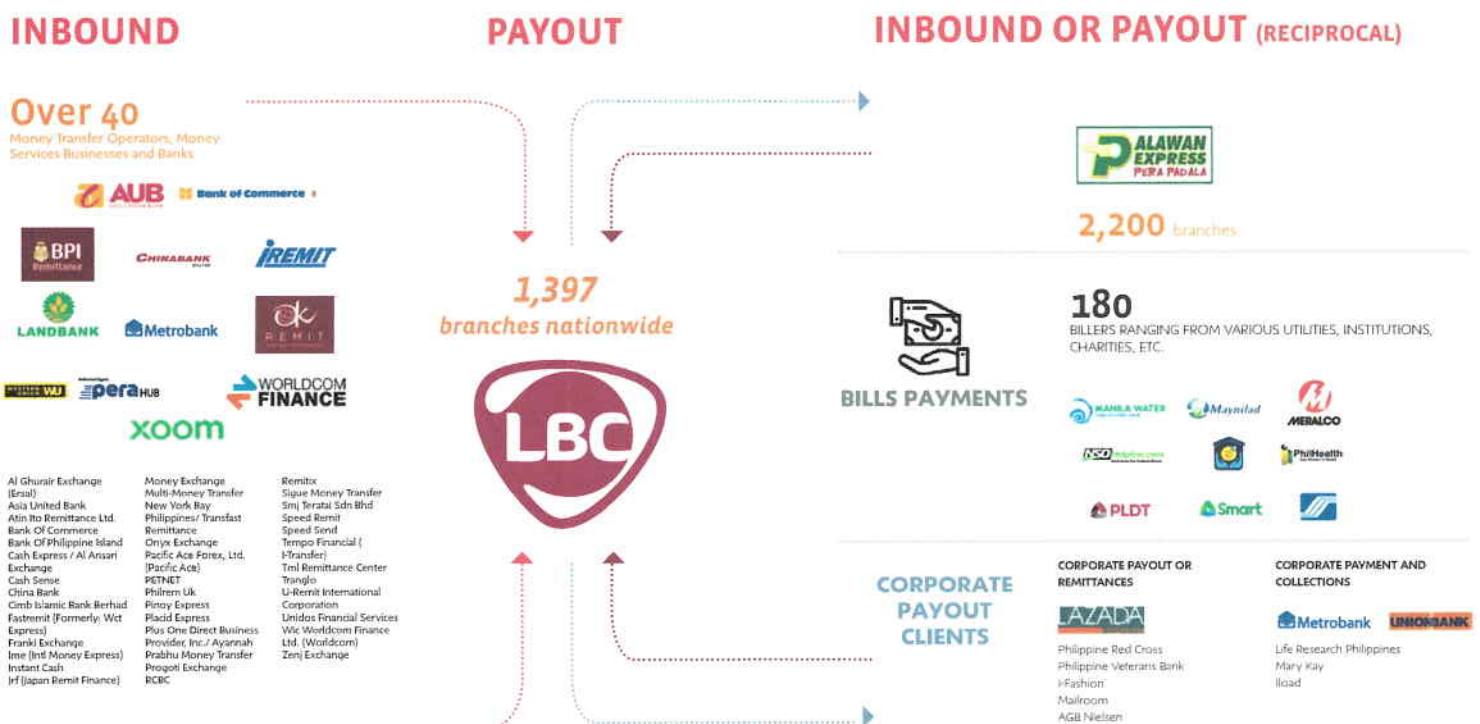 INBOUND
PAYOUT
INBOUND OR PAYOUT (RECIPROCAL)
Over 40
Money Transfer Operators, Money
Services Businesses and Banks
AUB
Bank of Commerce
BPI
Remittance
CHINABANK
iREMIT
LANDBANK
Metrobank
ok
REMIT
WU
pera HUB
WORLDCOM
FINANCE
xoom
Al Ghurair Exchange
(Ersal)
Asia United Bank
Atin Ito Remittance Ltd.
Bank Of Commerce
Bank Of Philippine Island
Cash Express / Al Ansari
Exchange
Cash Sense
China Bank
Cimb Islamic Bank Berhad
Fastremit (Formerly: Wct
Express)
Franki Exchange
Ime (Intl Money Express)
Instant Cash
Jrf (Japan Remit Finance)
Money Exchange
Multi-Money Transfer
New York Bay
Philippines/ Transfast
Remittance
Onyx Exchange
Pacific Ace Forex, Ltd.
(Pacific Ace)
PETNET
Philrem Uk
Pinoy Express
Placid Express
Plus One Direct Business
Provider, Inc./ Ayannah
Prabhu Money Transfer
Progoti Exchange
RCBC
Remitix
Sigue Money Transfer
Smj Teratai Sdn Bhd
Speed Remit
Speed Send
Tempo Financial (
I-Transfer)
Tml Remittance Center
Tranglo
U-Remit International
Corporation
Unidos Financial Services
Wic Worldcom Finance
Ltd. (Worldcom)
Zenj Exchange
1,397
branches nationwide
LBC
PALAWAN
EXPRESS
PERA PADALA
2,200 branches
BILLS PAYMENTS
180
BILLERS RANGING FROM VARIOUS UTILITIES, INSTITUTIONS,
CHARITIES, ETC.
MANILA WATER
Maynilad
MERALCO
NSO
PhilHealth
PLDT
Smart
CORPORATE
PAYOUT
CLIENTS
CORPORATE PAYOUT OR
REMITTANCES
LAZADA
Philippine Red Cross
Philippine Veterans Bank
I-Fashion
Mailroom
AGB Nielsen
CORPORATE PAYMENT AND
COLLECTIONS
Metrobank
UNIONBANK
Life Research Philippines
Mary Kay
Iload